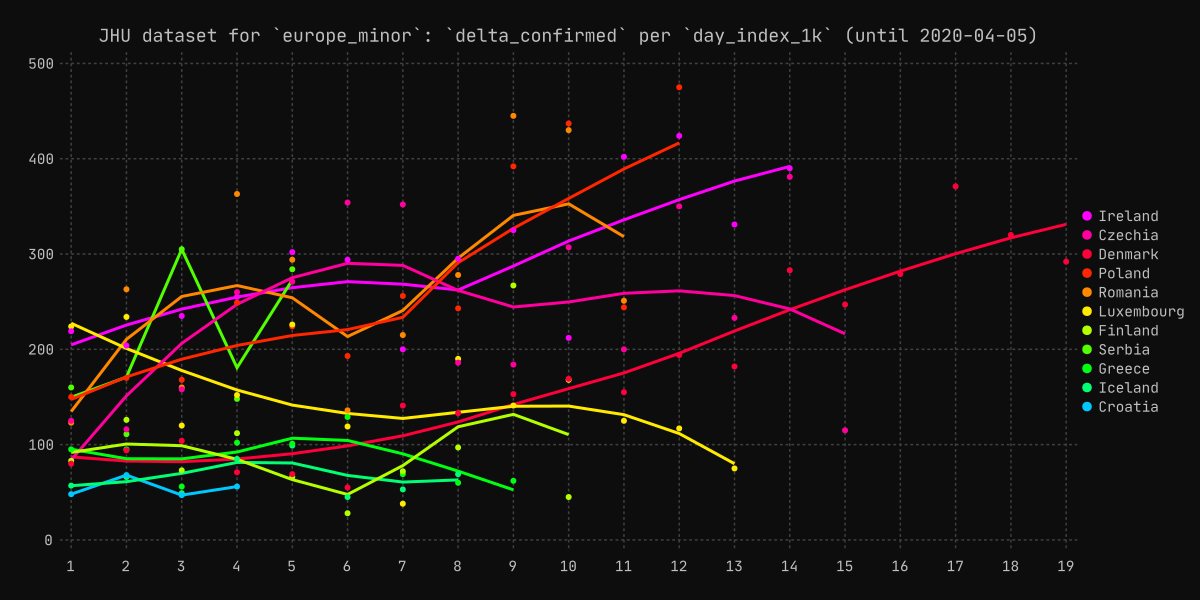 JHU dataset for `europe_minor`: `delta_confirmed` per `day_index_1k` (until 2020-04-05)
500
400
300
200
100
0
1 2 3 4 5 6 7 8 9 10 11 12 13 14 15 16 17 18 19
Ireland
Czechia
Denmark
Poland
Romania
Luxembourg
Finland
Serbia
Greece
Iceland
Croatia